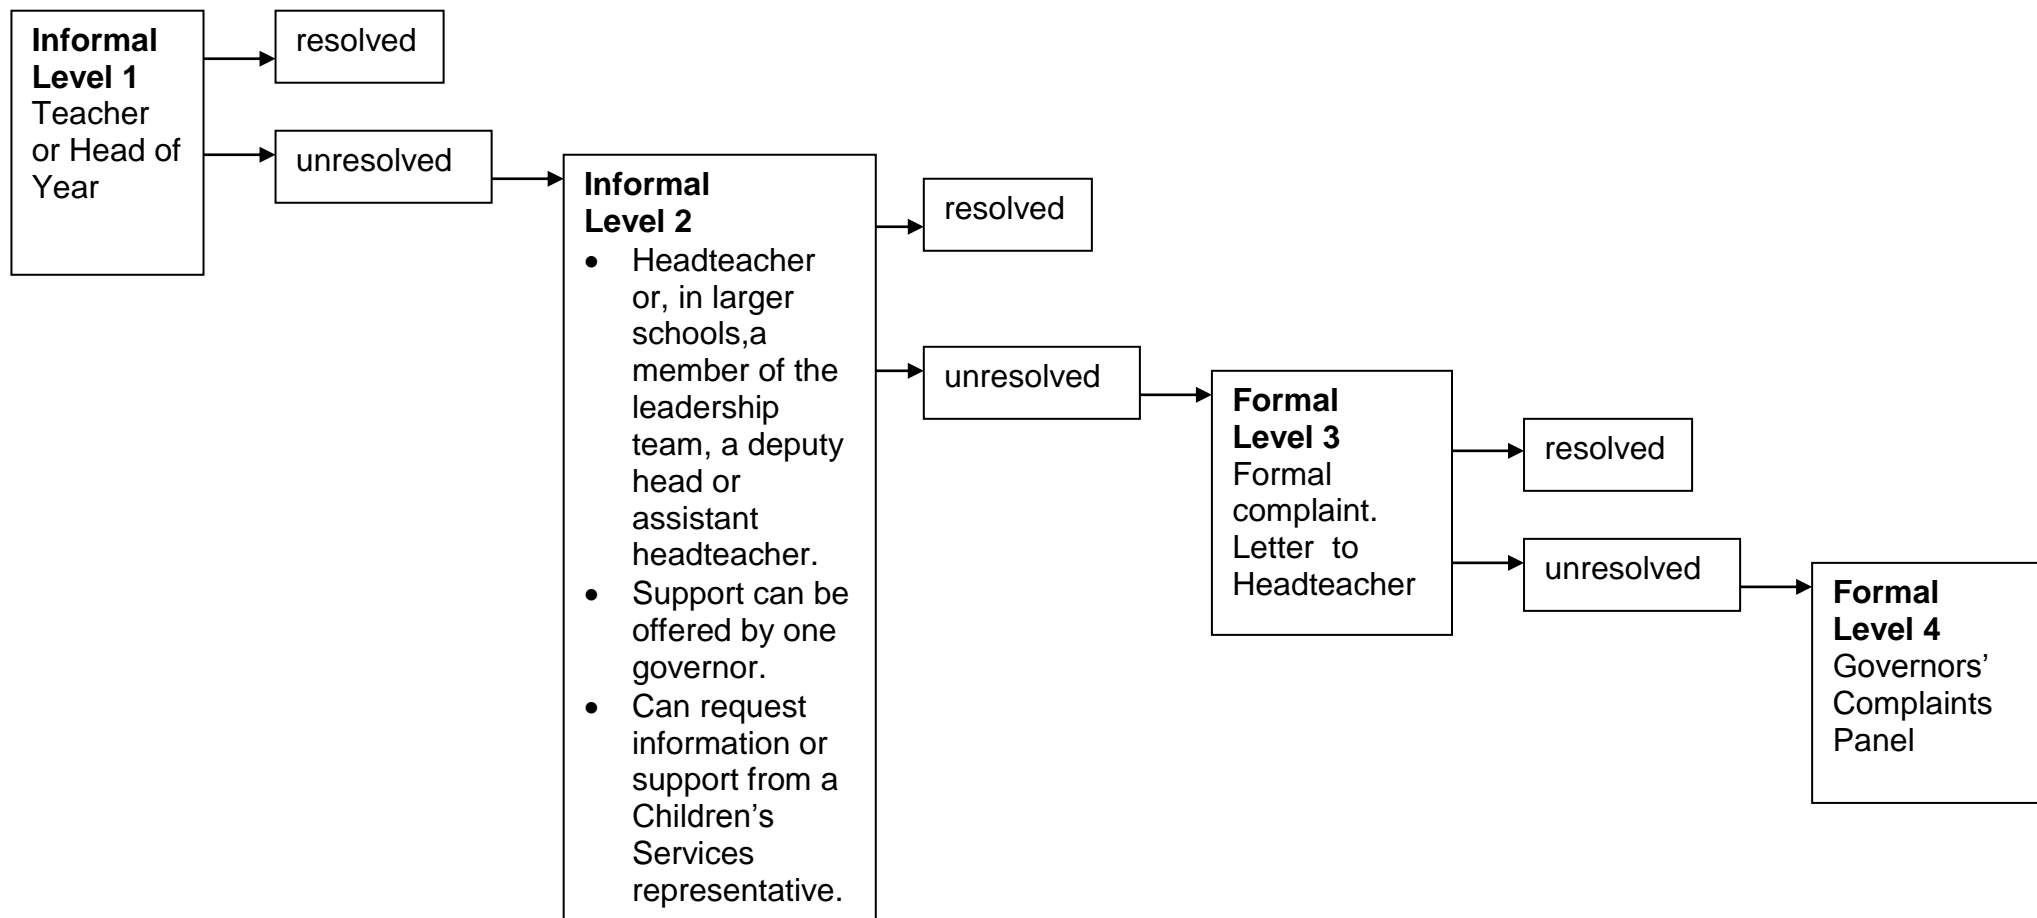 Informal
Level 1
Teacher
or Head of
Year
resolved
unresolved
Informal
Level 2
• Headteacher
or, in larger
schools,a
member of the
leadership
team, a deputy
head or
assistant
headteacher.
• Support can be
offered by one
governor.
• Can request
information or
support from a
Children’s
Services
representative.
resolved
unresolved
Formal
Level 3
Formal
complaint.
Letter to
Headteacher
resolved
unresolved
Formal
Level 4
Governors’
Complaints
Panel